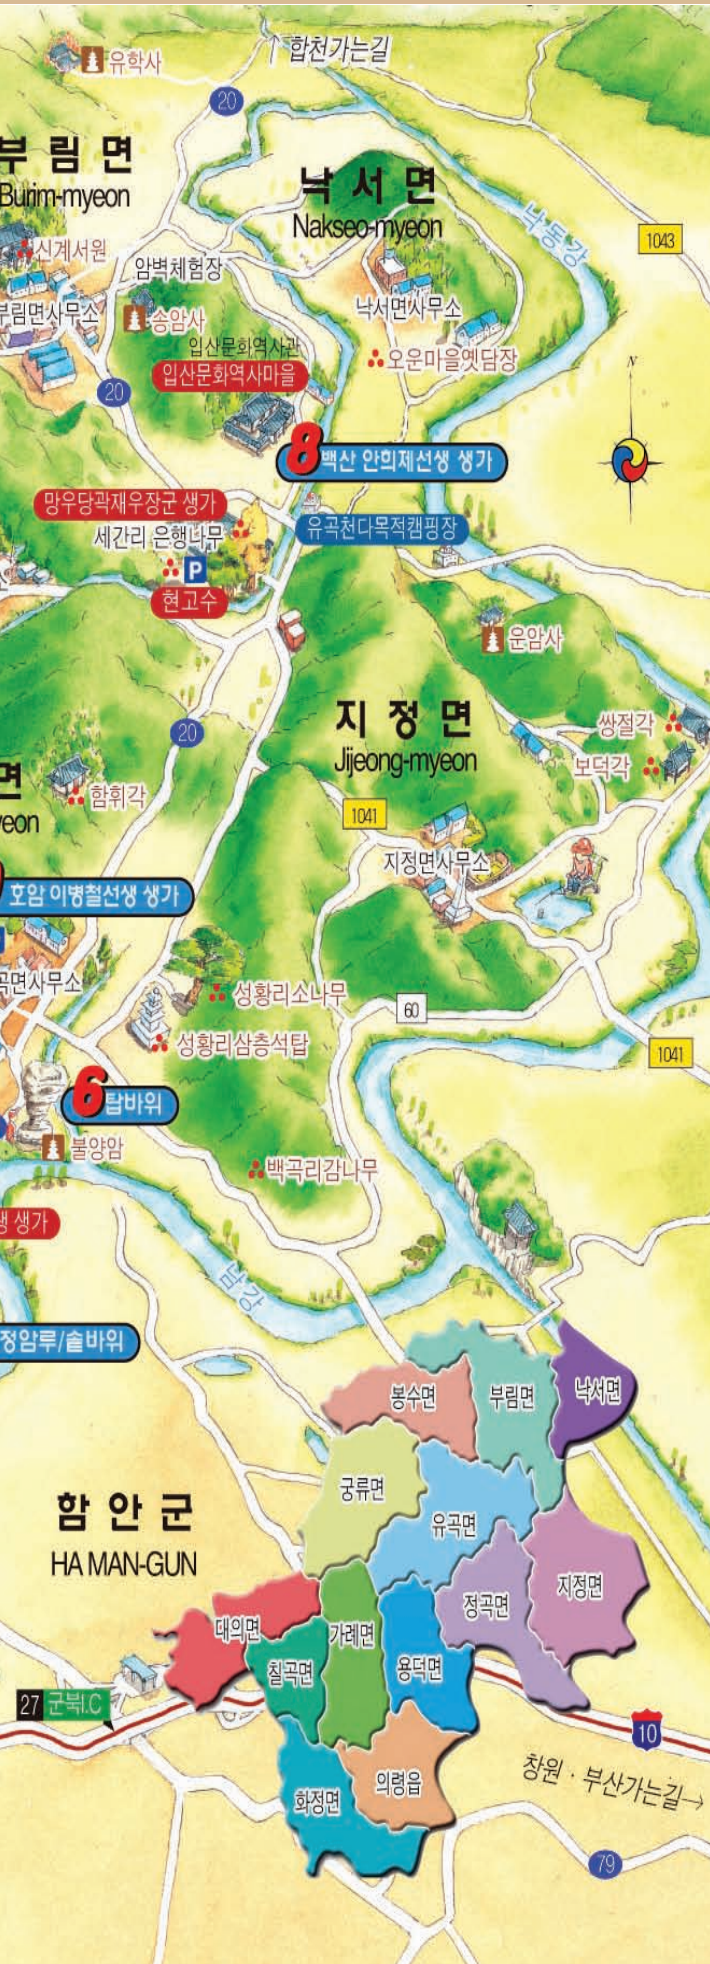 ↑ 합천가는길
유학사
20
부 림 면
Burim-myeon
낙 서 면
Nakseo-myeon
낙동강
1043
신계서원
암벽체험장
부림면사무소
낙서면사무소
송암사
입산문화역사관
입산문화역사마을
오운마을옛담장
N
20
8 백산 안희제선생 생가
망우당곽재우장군 생가
유곡천다목적캠핑장
세간리 은행나무
P
현고수
운암사
지 정 면
Jijeong-myeon
쌍절각
보덕각
20
면
eon
함휘각
1041
지정면사무소
호암 이병철선생 생가
곡면사무소
성황리소나무
60
성황리삼층석탑
1041
6 탑바위
불양암
백곡리감나무
생 생가
남강
정암루/솥바위
봉수면
부림면
낙서면
궁류면
유곡면
함 안 군
HA MAN-GUN
지정면
정곡면
대의면
가례면
칠곡면
용덕면
27 군북I.C
10
창원 · 부산가는길→
의령읍
화정면
79